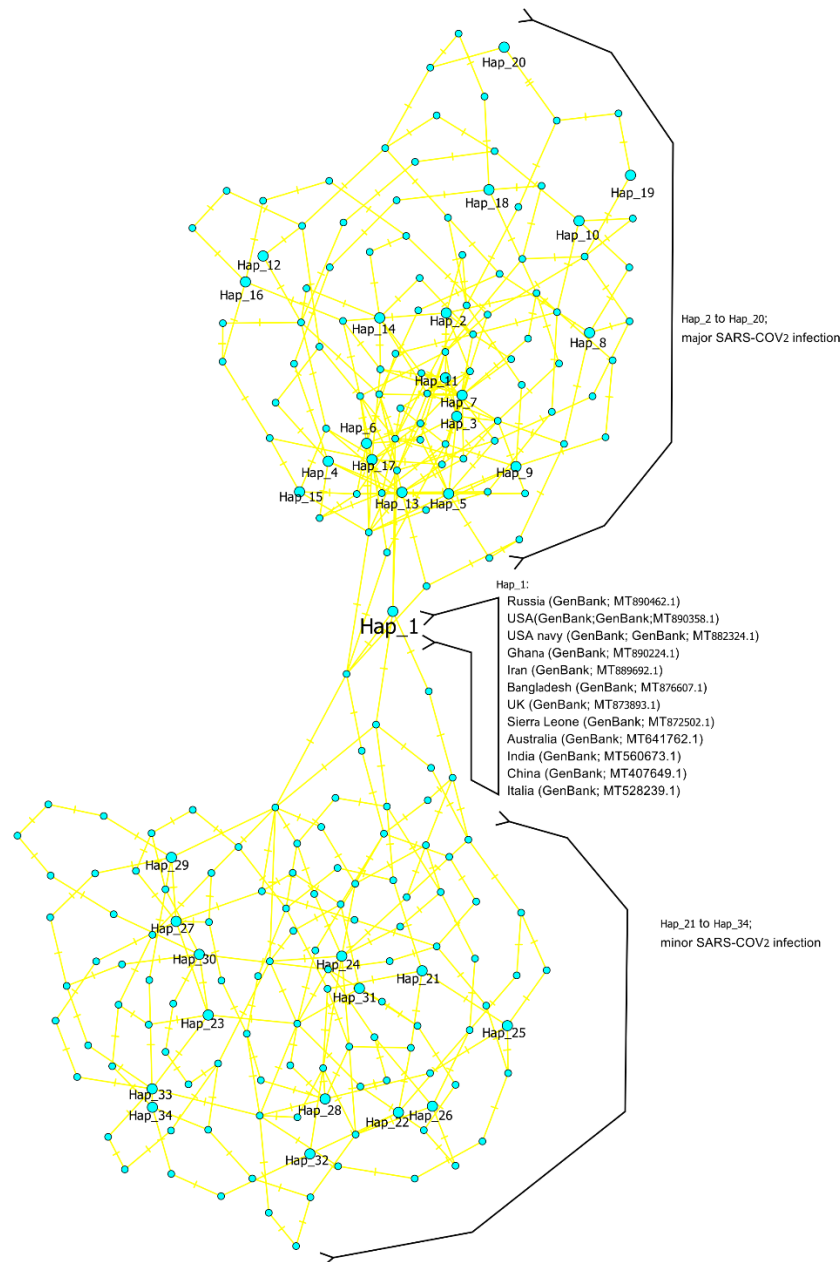 Hap_20
Hap_19
Hap_18
Hap_10
Hap_12
Hap_16
Hap_14
Hap_2
Hap_8
Hap_2 to Hap_20;
major SARS-COV2 infection
Hap_11
Hap_7
Hap_3
Hap_6
Hap_17
Hap_4
Hap_9
Hap_15
Hap_13
Hap_5
Hap_1
Hap_1:
Russia (GenBank; MT890462.1)
USA(GenBank;GenBank;MT890358.1)
USA navy (GenBank; GenBank; MT882324.1)
Ghana (GenBank; MT890224.1)
Iran (GenBank; MT889692.1)
Bangladesh (GenBank; MT876607.1)
UK (GenBank; MT873893.1)
Sierra Leone (GenBank; MT872502.1)
Australia (GenBank; MT641762.1)
India (GenBank; MT560673.1)
China (GenBank; MT407649.1)
Italia (GenBank; MT528239.1)
Hap_29
Hap_27
Hap_21 to Hap_34;
minor SARS-COV2 infection
Hap_30
Hap_24
Hap_21
Hap_31
Hap_23
Hap_25
Hap_33
Hap_34
Hap_28
Hap_22
Hap_26
Hap_32